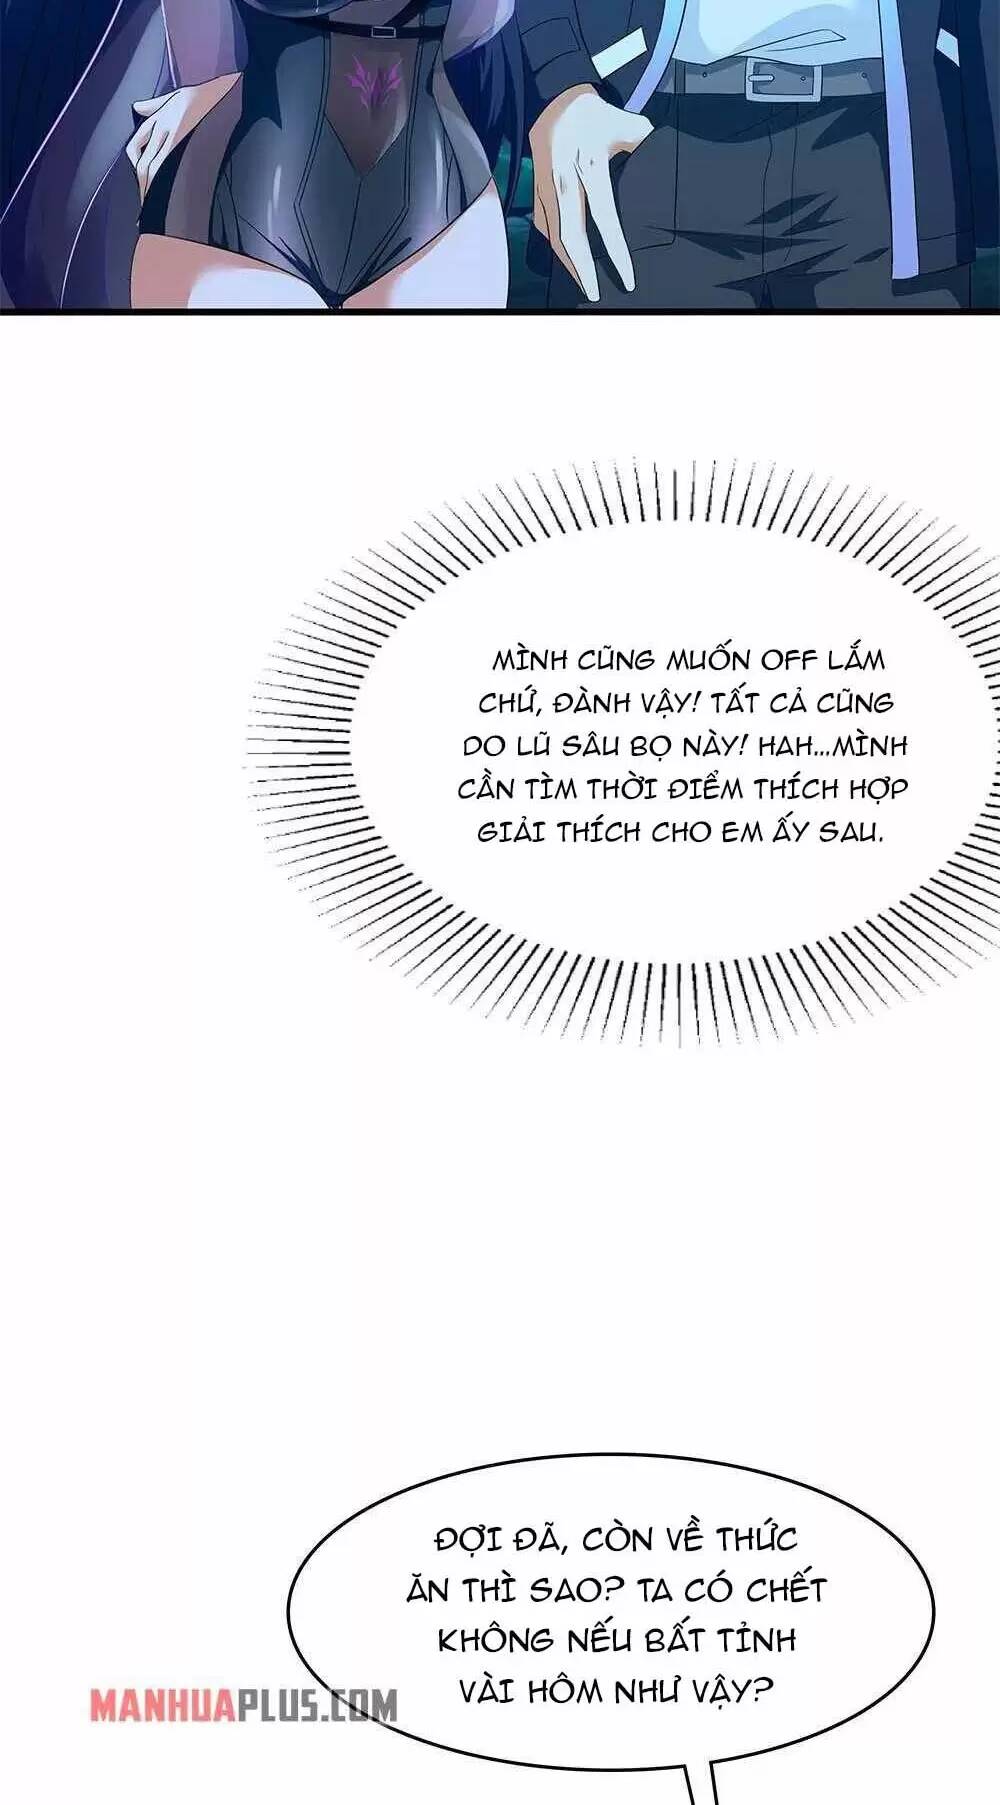 MÌNH CŨNG MUỐN OFF LẮM
CHỨ, ĐÀNH VẬY! TẤT CẢ CŨNG
DO LŨ SÂU BỌ NÀY! HAH...MÌNH
CẦN TÌM THỜI ĐIỂM THÍCH HỢP
GIẢI THÍCH CHO EM ẤY SAU.
ĐỢI ĐÃ, CÒN VỀ THỨC
ĂN THÌ SAO? TA CÓ CHẾT
KHÔNG NẾU BẤT TỈNH
VÀI HÔM NHƯ VẬY?
MANHUAPLUS.COM